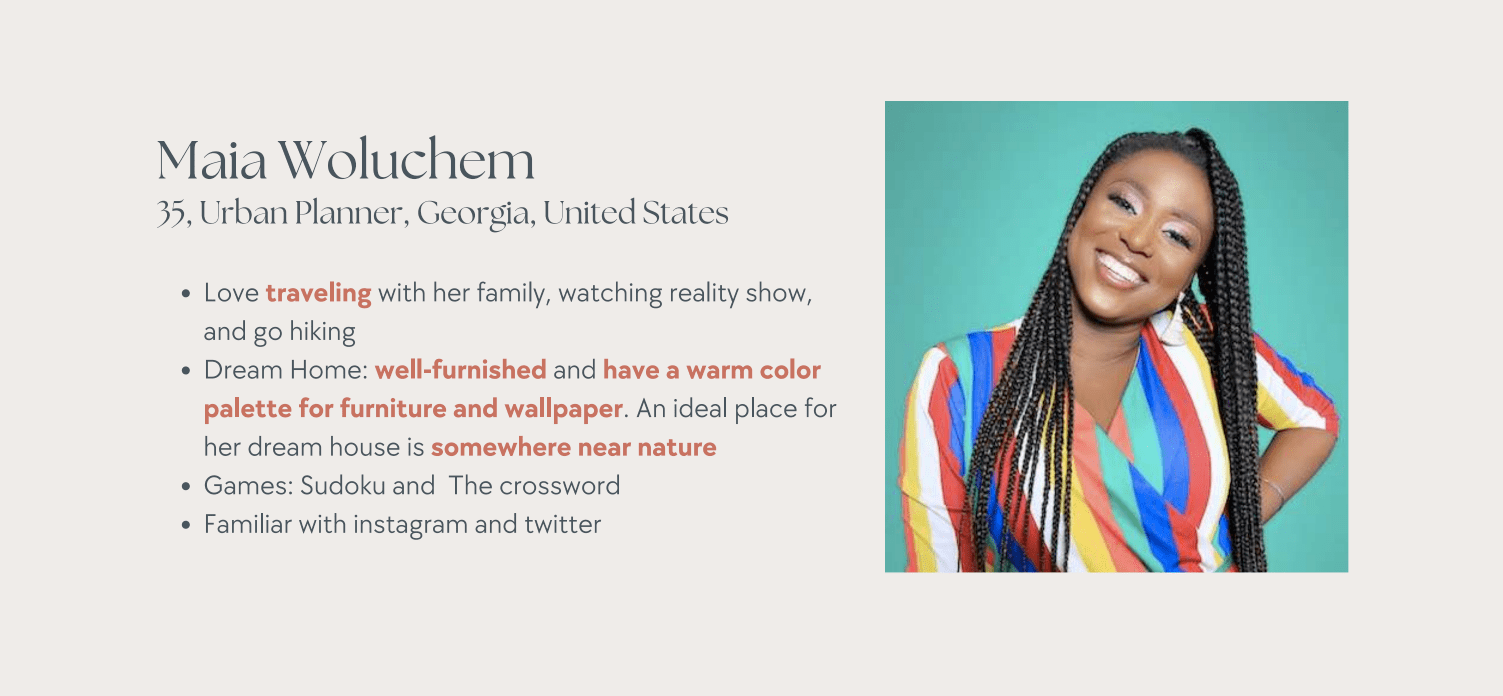 Maia Woluchem
35, Urban Planner, Georgia, United States
• Love traveling with her family, watching reality show,
and go hiking
• Dream Home: well-furnished and have a warm color
palette for furniture and wallpaper. An ideal place for
her dream house is somewhere near nature
• Games: Sudoku and  The crossword
• Familiar with instagram and twitter